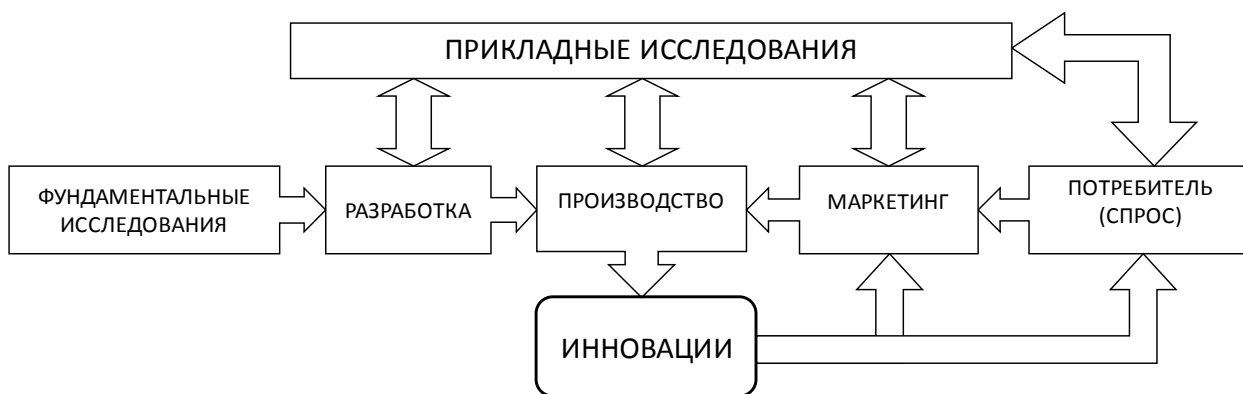 ПРИКЛАДНЫЕ ИССЛЕДОВАНИЯ
ФУНДАМЕНТАЛЬНЫЕ
ИССЛЕДОВАНИЯ
РАЗРАБОТКА
ПРОИЗВОДСТВО
МАРКЕТИНГ
ПОТРЕБИТЕЛЬ
(СПРОС)
ИННОВАЦИИ